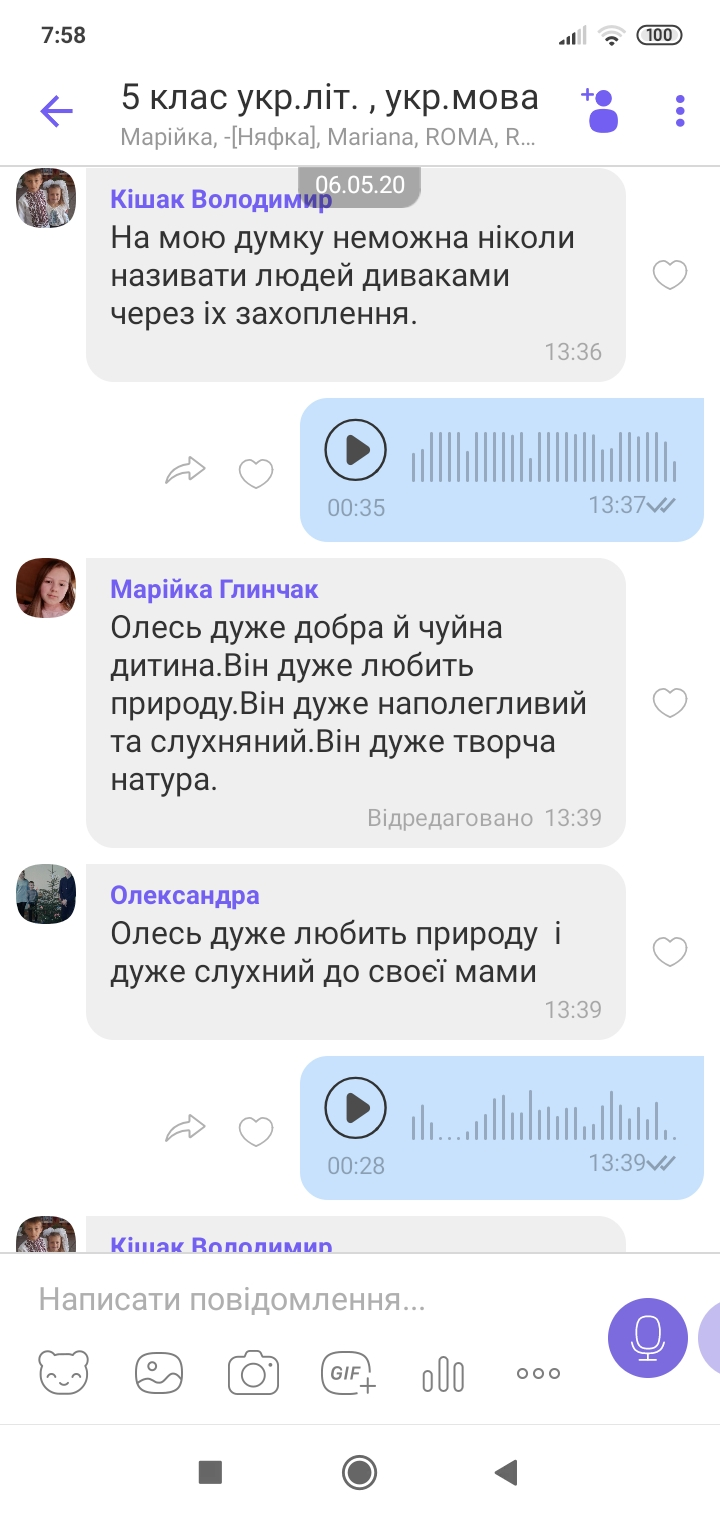 7:58
100
5 клас укр.літ. , укр.мова
Марійка, -[Няфка], Mariana, ROMA, R...
06.05.20
Кішак Володимир
На мою думку неможна ніколи
називати людей диваками
через іх захоплення.
13:36
00:35
13:37
Марійка Глинчак
Олесь дуже добра й чуйна
дитина.Він дуже любить
природу.Він дуже наполегливий
та слухняний.Він дуже творча
натура.
Відредаговано 13:39
Олександра
Олесь дуже любить природу  і
дуже слухний до своєї мами
13:39
00:28
13:39
Кішак Володимир
Написати повідомлення...
GIF